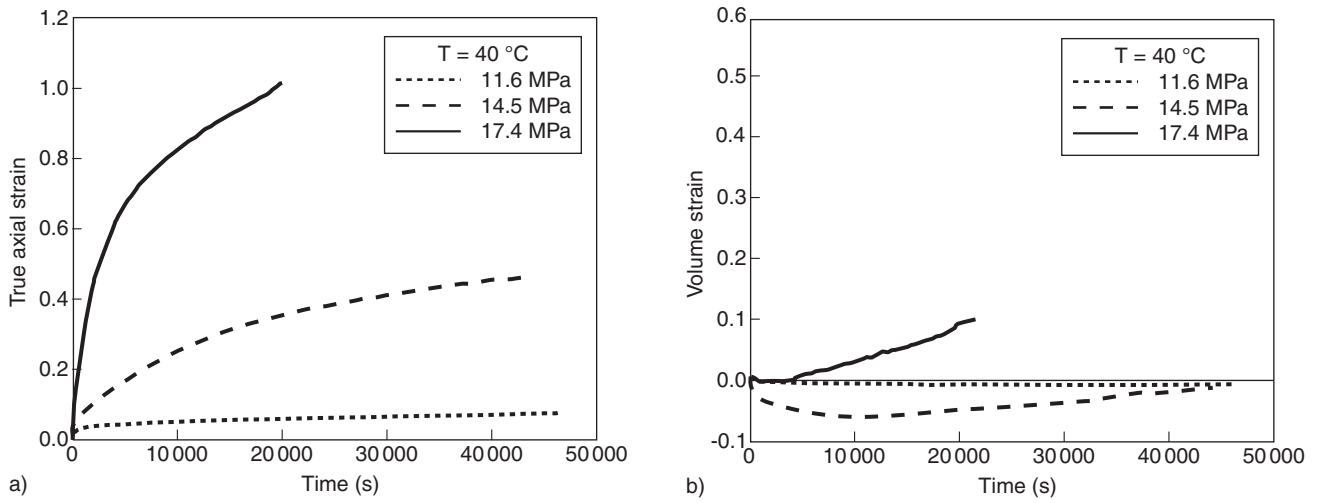 1.2
1.0
0.8
0.6
0.4
0.2
0.0
True axial strain
T = 40 °C
11.6 MPa
14.5 MPa
17.4 MPa
0 10 000 20 000 30 000 40 000 50 000
Time (s)
a)
0.6
0.5
0.4
0.3
0.2
0.1
0.0
-0.1
Volume strain
T = 40 °C
11.6 MPa
14.5 MPa
17.4 MPa
0 10 000 20 000 30 000 40 000 50 000
Time (s)
b)